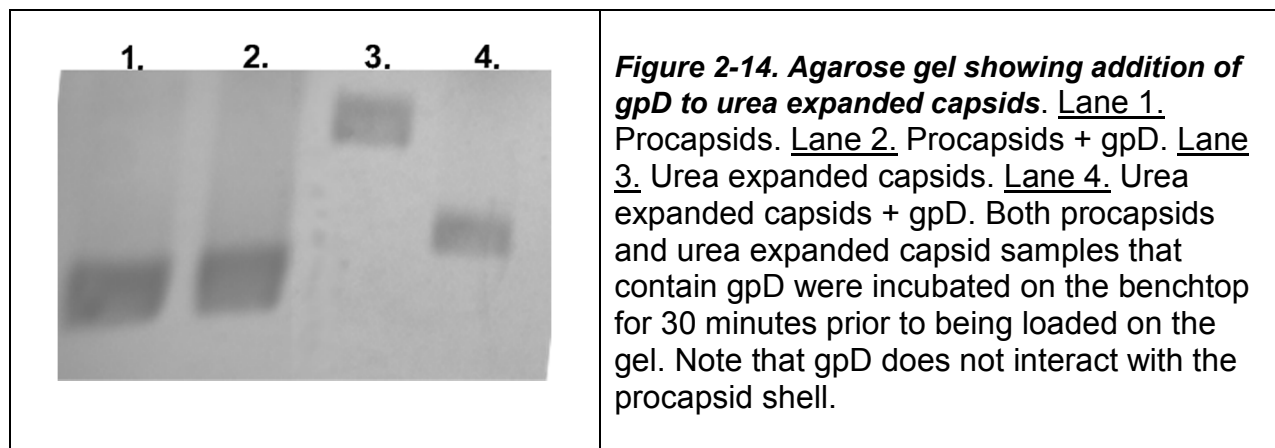 1. 2. 3. 4.
Figure 2-14. Agarose gel showing addition of
gpD to urea expanded capsids. Lane 1.
Procapsids. Lane 2. Procapsids + gpD. Lane
3. Urea expanded capsids. Lane 4. Urea
expanded capsids + gpD. Both procapsids
and urea expanded capsid samples that
contain gpD were incubated on the benchtop
for 30 minutes prior to being loaded on the
gel. Note that gpD does not interact with the
procapsid shell.